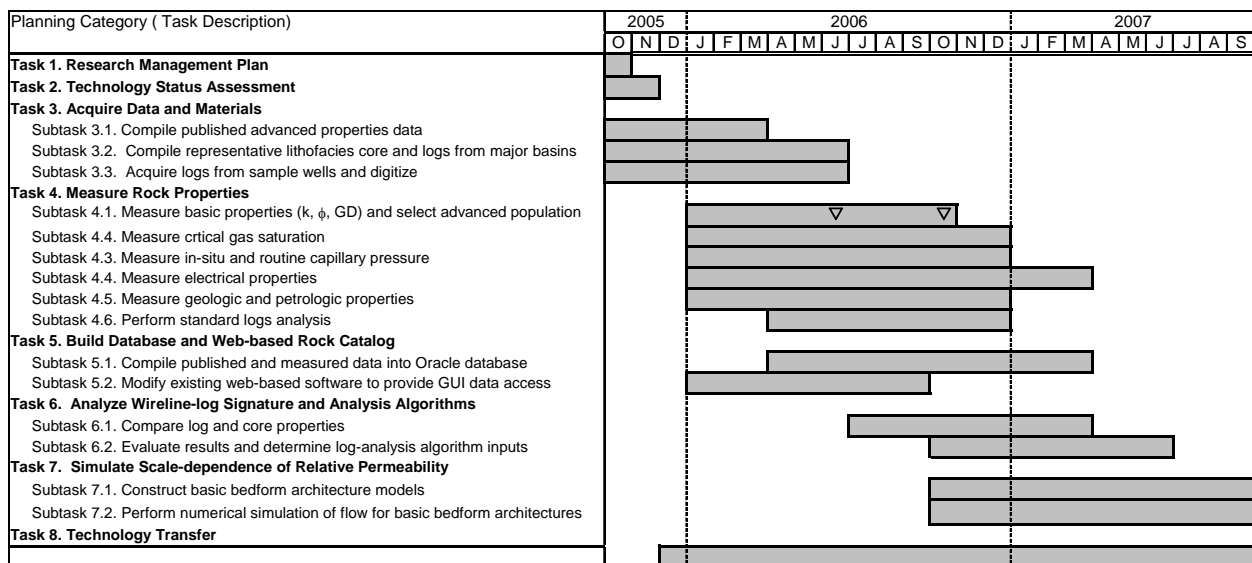 Planning Category ( Task Description) 2005 2006 2007
O N D J F M A M J J A S O N D J F M A M J J A S
Task 1. Research Management Plan
Task 2. Technology Status Assessment
Task 3. Acquire Data and Materials
Subtask 3.1. Compile published advanced properties data
Subtask 3.2. Compile representative lithofacies core and logs from major basins
Subtask 3.3. Acquire logs from sample wells and digitize
Task 4. Measure Rock Properties
Subtask 4.1. Measure basic properties (k, ϕ, GD) and select advanced population
Subtask 4.4. Measure crtical gas saturation
Subtask 4.3. Measure in-situ and routine capillary pressure
Subtask 4.4. Measure electrical properties
Subtask 4.5. Measure geologic and petrologic properties
Subtask 4.6. Perform standard logs analysis
Task 5. Build Database and Web-based Rock Catalog
Subtask 5.1. Compile published and measured data into Oracle database
Subtask 5.2. Modify existing web-based software to provide GUI data access
Task 6. Analyze Wireline-log Signature and Analysis Algorithms
Subtask 6.1. Compare log and core properties
Subtask 6.2. Evaluate results and determine log-analysis algorithm inputs
Task 7. Simulate Scale-dependence of Relative Permeability
Subtask 7.1. Construct basic bedform architecture models
Subtask 7.2. Perform numerical simulation of flow for basic bedform architectures
Task 8. Technology Transfer